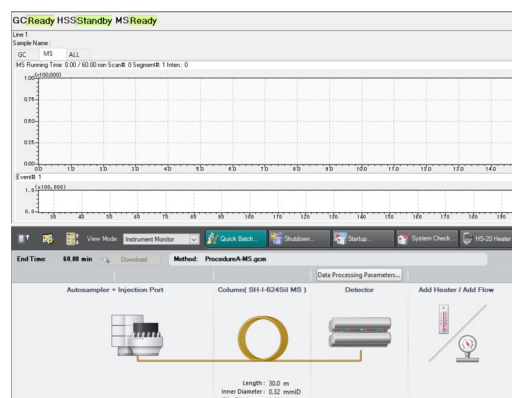 GC Ready HSS Standby MS Ready
Line 1
Sample Name :
GC MS ALL
MS Running Time: 0.00 / 60.00 min Scan#: 0 Segment#: 1 Inten.: 0
(x100,000)
1.00
0.75
0.50
0.25
0.00
0.0 1.0 2.0 3.0 4.0 5.0 6.0 7.0 8.0 9.0 10.0 11.0 12.0 13.0 14.0
Event#: 1
(x100,000)
1.0
30 40 50 60 70 80 90 100 110 120 130 140 150 160 170 180 190
View Mode: Instrument Monitor Quick Batch... Shutdown... Startup... System Check... HS-20 Heater
End Time: 60.00 min Download Method: ProcedureA-MS.gcm
Data Processing Parameters...
Autosampler + Injection Port Column( SH-I-624Sil MS ) Detector Add Heater / Add Flow
Length : 30.0 m
Inner Diameter : 0.32 mmID